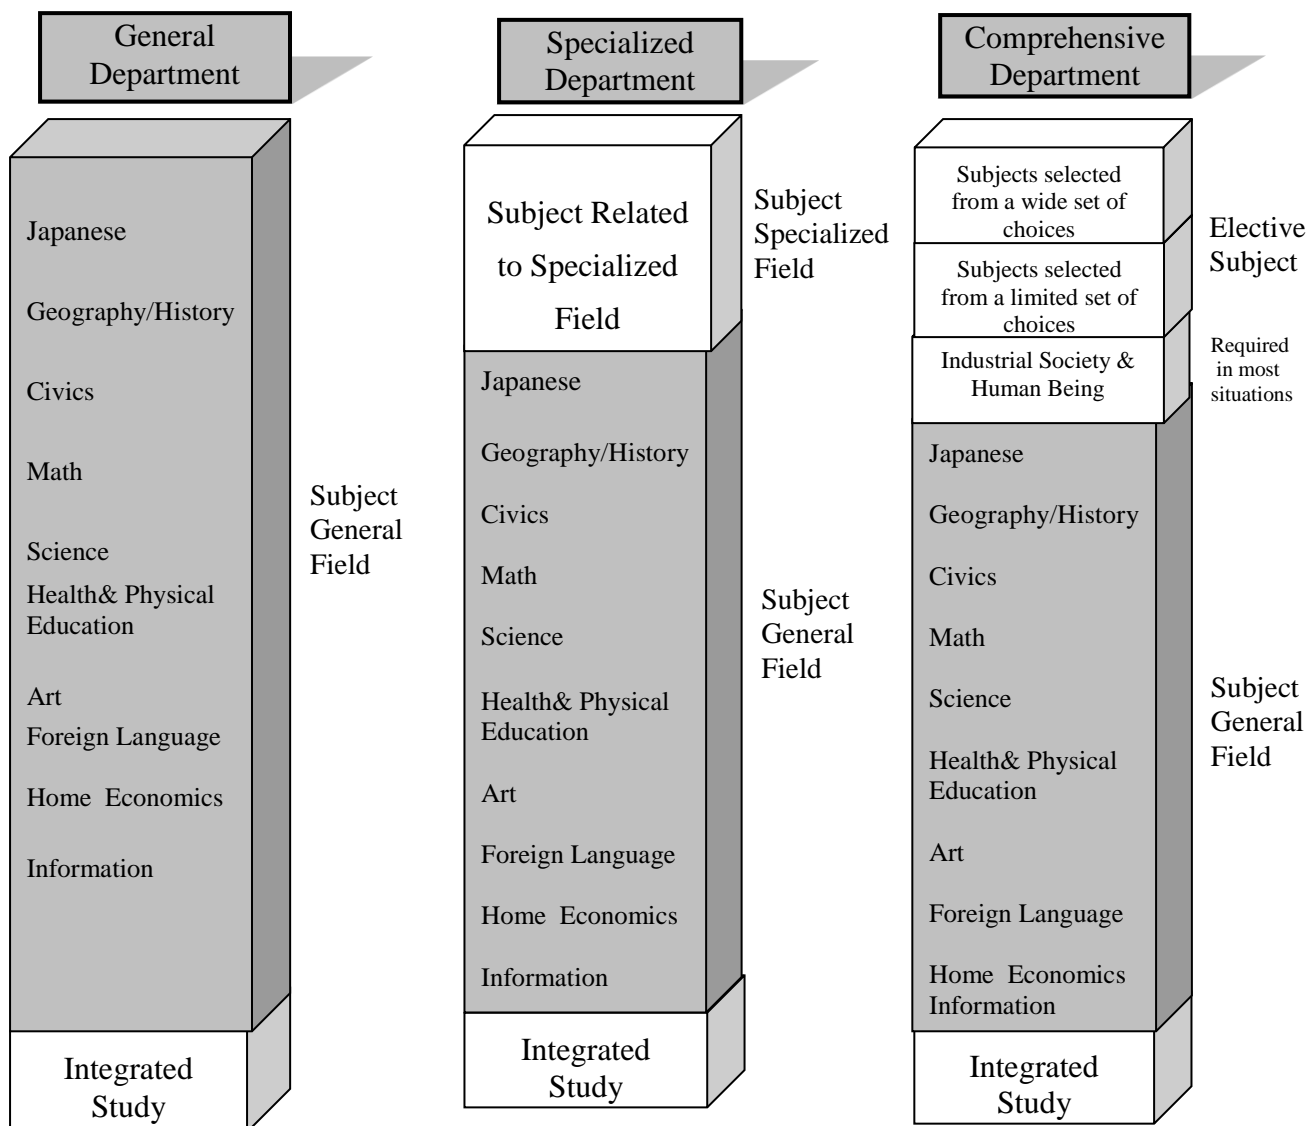 General
Department
Japanese
Geography/History
Civics
Math
Science
Health& Physical
Education
Art
Foreign Language
Home Economics
Information
Integrated
Study
Subject
General
Field
Specialized
Department
Subject Related
to Specialized
Field
Japanese
Geography/History
Civics
Math
Science
Health& Physical
Education
Art
Foreign Language
Home Economics
Information
Integrated
Study
Subject
Specialized
Field
Subject
General
Field
Comprehensive
Department
Subjects selected
from a wide set of
choices
Subjects selected
from a limited set of
choices
Industrial Society &
Human Being
Japanese
Geography/History
Civics
Math
Science
Health& Physical
Education
Art
Foreign Language
Home Economics
Information
Integrated
Study
Elective
Subject
Required
in most
situations
Subject
General
Field